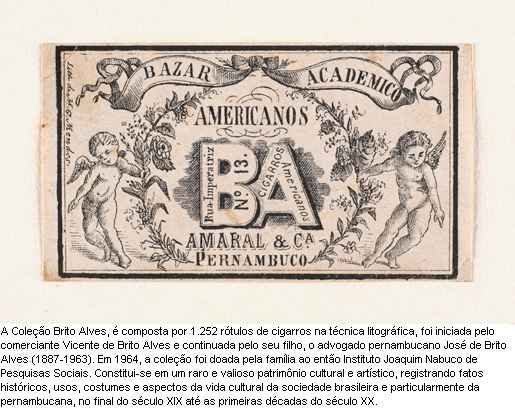 Lith. de
BAZAR ACADEMICO
AMERICANOS
BA
Rua-Imperatriz
Nº 13.
CIGARROS
Americanos
AMARAL & Cª
PERNAMBUCO
A Coleção Brito Alves, é composta por 1.252 rótulos de cigarros na técnica litográfica, foi iniciada pelo
comerciante Vicente de Brito Alves e continuada pelo seu filho, o advogado pernambucano José de Brito
Alves (1887-1963). Em 1964, a coleção foi doada pela família ao então Instituto Joaquim Nabuco de
Pesquisas Sociais. Constitui-se em um raro e valioso patrimônio cultural e artístico, registrando fatos
históricos, usos, costumes e aspectos da vida cultural da sociedade brasileira e particularmente da
pernambucana, no final do século XIX até as primeiras décadas do século XX.